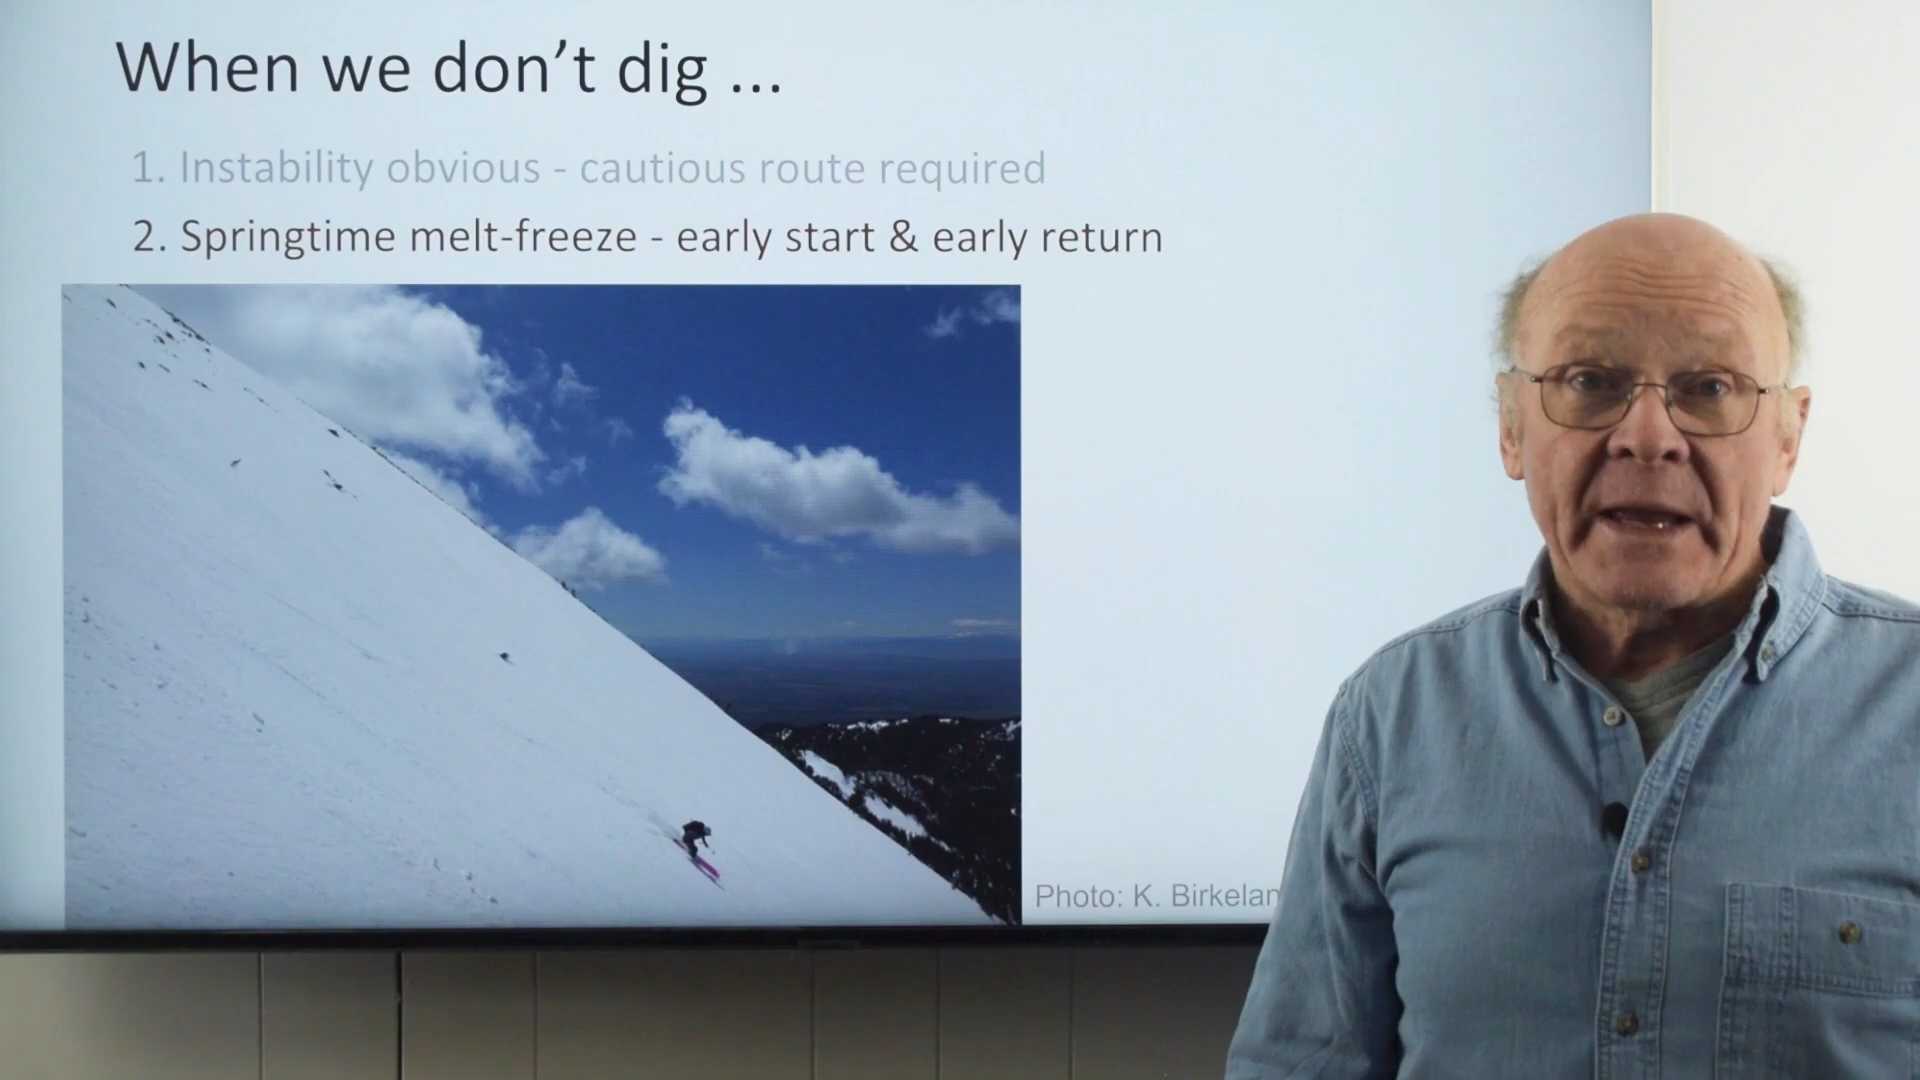 When we don’t dig ...
1. Instability obvious - cautious route required
2. Springtime melt-freeze - early start & early return
Photo: K. Birkelan